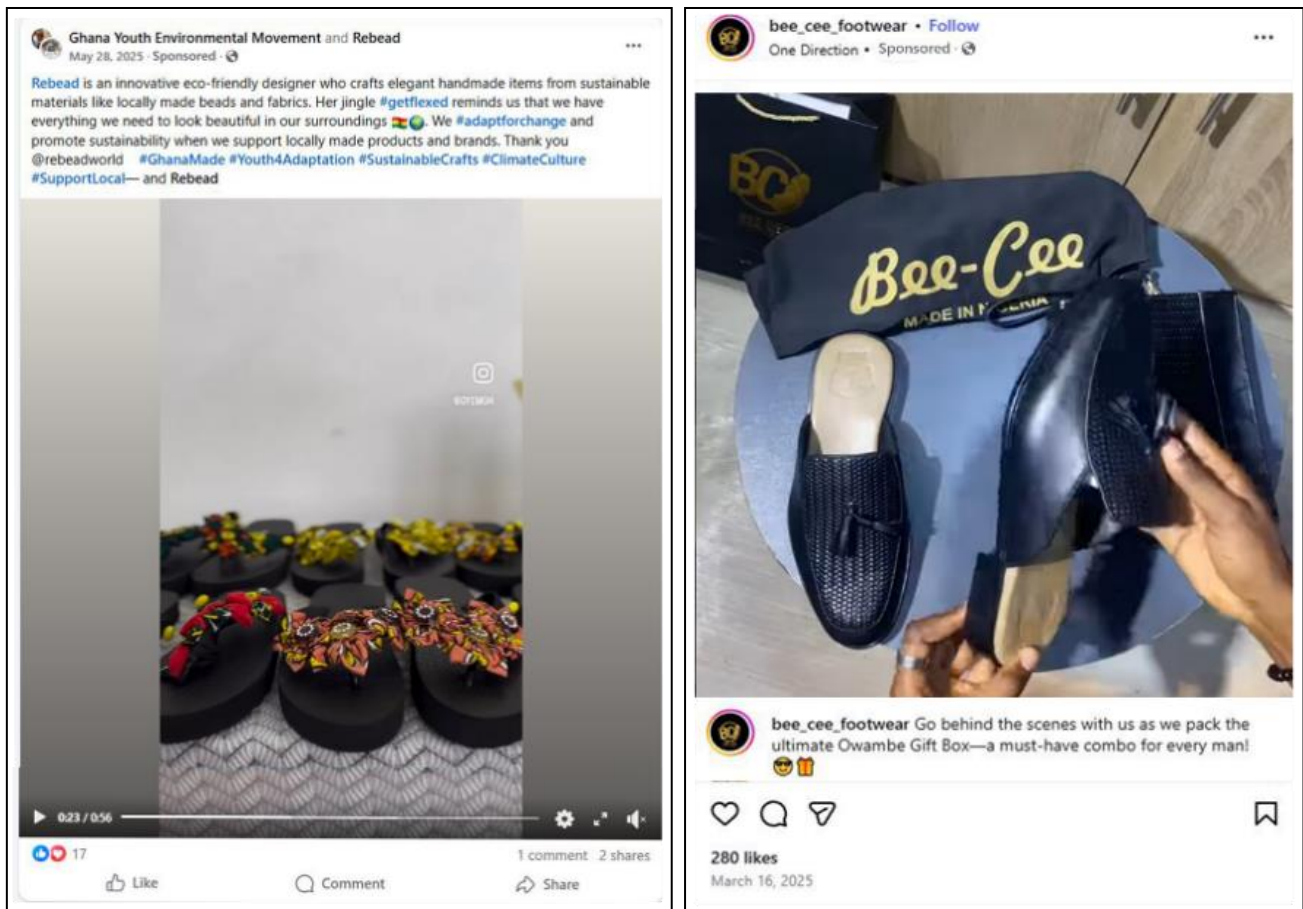 Ghana Youth Environmental Movement and Rebead
May 28, 2025 · Sponsored ·
Rebead is an innovative eco-friendly designer who crafts elegant handmade items from sustainable
materials like locally made beads and fabrics. Her jingle #getflexed reminds us that we have
everything we need to look beautiful in our surroundings 🇬🇭🌍. We #adaptforchange and
promote sustainability when we support locally made products and brands. Thank you
@rebeadworld #GhanaMade #Youth4Adaptation #SustainableCrafts #ClimateCulture
#SupportLocal— and Rebead
0:23 / 0:56
17
1 comment 2 shares
Like Comment Share
bee_cee_footwear • Follow
One Direction • Sponsored ·
BC
Bee-Cee
MADE IN NIGERIA
bee_cee_footwear Go behind the scenes with us as we pack the
ultimate Owambe Gift Box—a must-have combo for every man!
😎🎁
280 likes
March 16, 2025